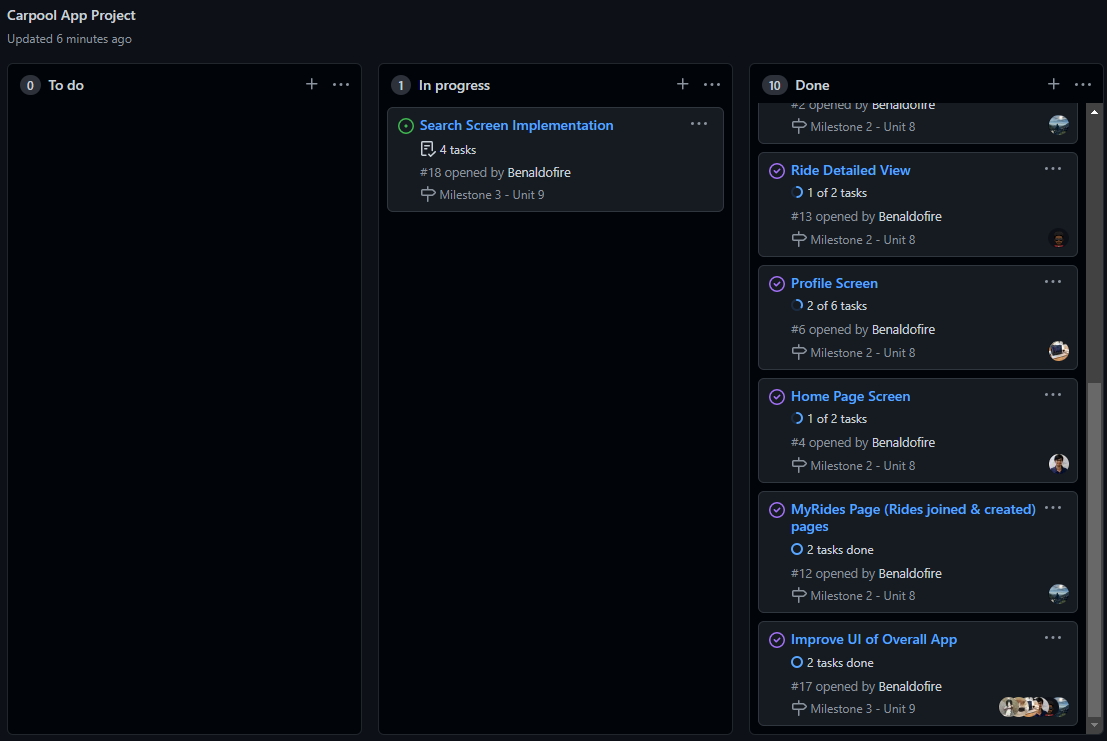 Carpool App Project
Updated 6 minutes ago
0 To do
1 In progress
Search Screen Implementation
4 tasks
#18 opened by Benaldofire
Milestone 3 - Unit 9
10 Done
#2 opened by Benaldofire
Milestone 2 - Unit 8
Ride Detailed View
1 of 2 tasks
#13 opened by Benaldofire
Milestone 2 - Unit 8
Profile Screen
2 of 6 tasks
#6 opened by Benaldofire
Milestone 2 - Unit 8
Home Page Screen
1 of 2 tasks
#4 opened by Benaldofire
Milestone 2 - Unit 8
MyRides Page (Rides joined & created)
pages
2 tasks done
#12 opened by Benaldofire
Milestone 2 - Unit 8
Improve UI of Overall App
2 tasks done
#17 opened by Benaldofire
Milestone 3 - Unit 9